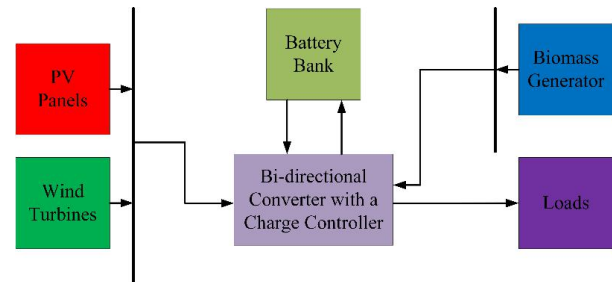 PV
Panels
Battery
Bank
Biomass
Generator
Wind
Turbines
Bi-directional
Converter with a
Charge Controller
Loads